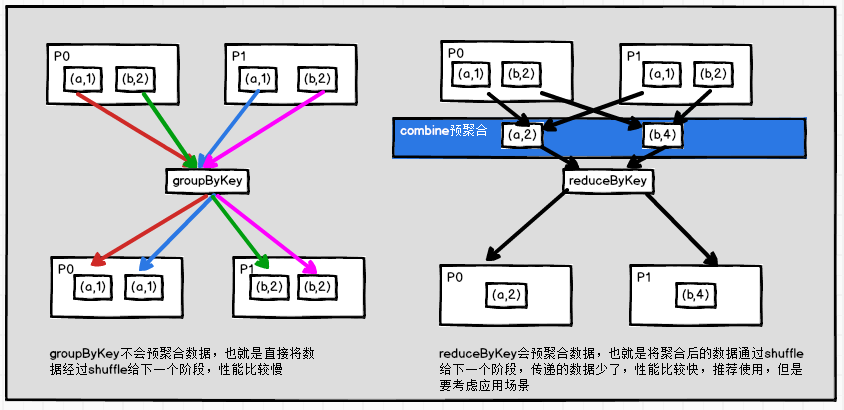 P0
(a,1)
(b,2)
P1
(a,1)
(b,2)
groupByKey
P0
(a,1)
(a,1)
P1
(b,2)
(b,2)
groupByKey不会预聚合数据，也就是直接将数
据经过shuffle给下一个阶段，性能比较慢
P0
(a,1)
(b,2)
P1
(a,1)
(b,2)
combine预聚合
(a,2)
(b,4)
reduceByKey
P0
(a,2)
P1
(b,4)
reduceByKey会预聚合数据，也就是将聚合后的数据通过shuffle
给下一个阶段，传递的数据少了，性能比较快，推荐使用，但是
要考虑应用场景